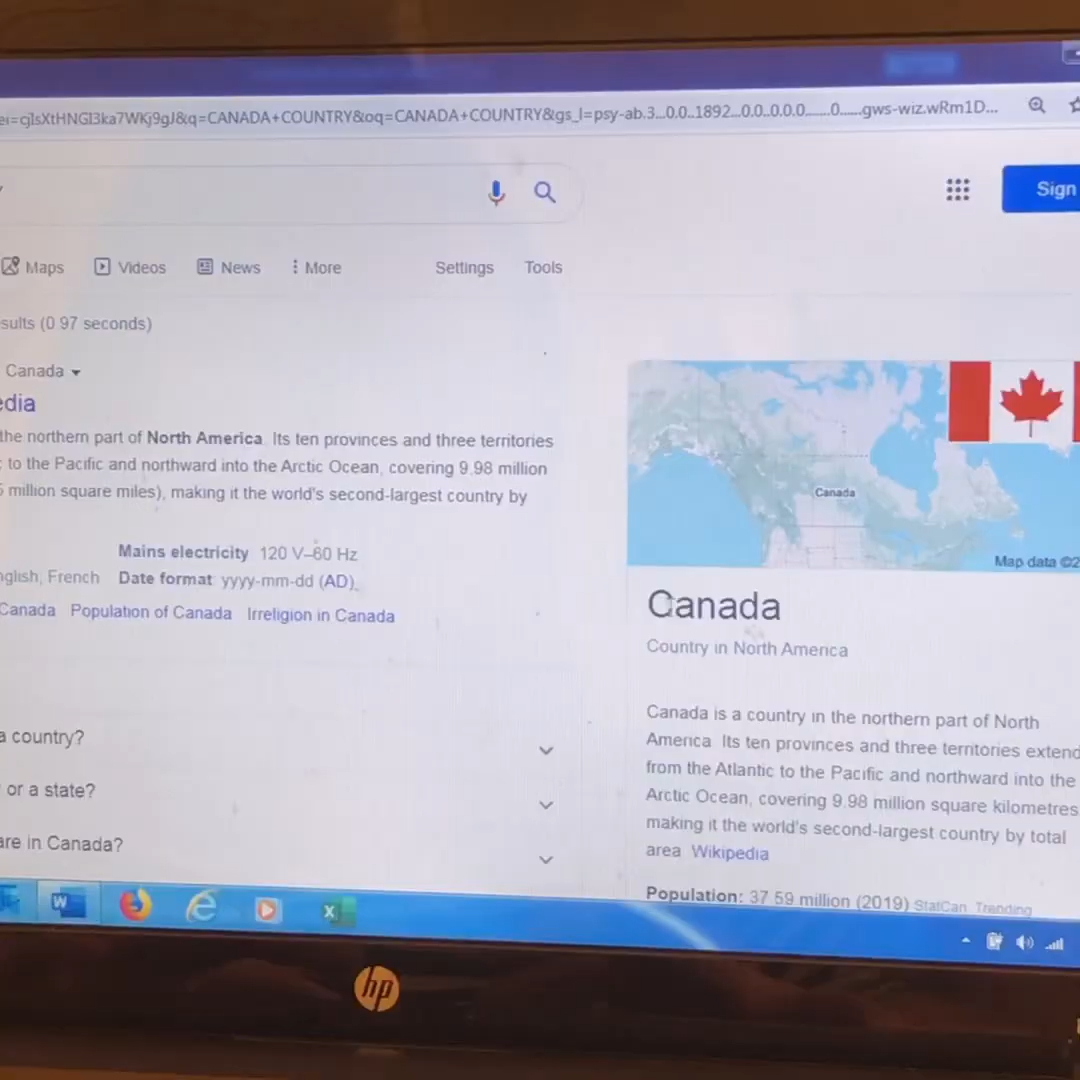 ei=cjlsXtHNGI3ka7WKj9gJ&q=CANADA+COUNTRY&oq=CANADA+COUNTRY&gs_l=psy-ab.3...0.0..1892...0.0..0.0.0.......0......gws-wiz.wRm1D...
Sign
Maps Videos News More Settings Tools
sults (0 97 seconds)
Canada
edia
the northern part of North America Its ten provinces and three territories
to the Pacific and northward into the Arctic Ocean, covering 9.98 million
million square miles), making it the world's second-largest country by
Mains electricity 120 V–60 Hz
nglish, French Date format yyyy-mm-dd (AD)
Canada Population of Canada Irreligion in Canada
a country?
or a state?
are in Canada?
Canada
Map data ©2
Canada
Country in North America
Canada is a country in the northern part of North
America Its ten provinces and three territories extend
from the Atlantic to the Pacific and northward into the
Arctic Ocean, covering 9.98 million square kilometres
making it the world's second-largest country by total
area Wikipedia
Population: 37 59 million (2019) StatCan Trending
hp